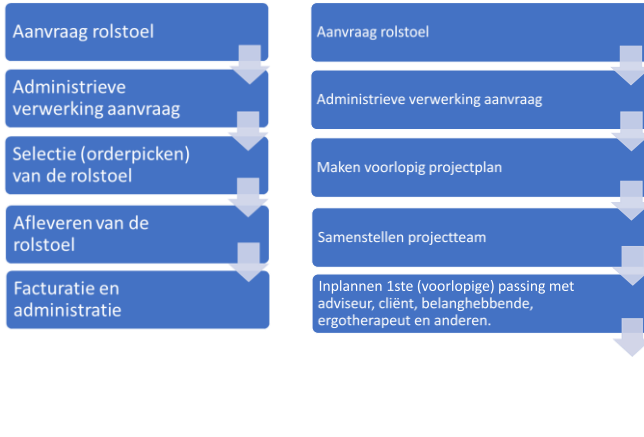 Aanvraag rolstoel
Administrieve
verwerking aanvraag
Selectie (orderpicken)
van de rolstoel
Afleveren van de
rolstoel
Facturatie en
administratie
Aanvraag rolstoel
Administrieve verwerking aanvraag
Maken voorlopig projectplan
Samenstellen projectteam
Inplannen 1ste (voorlopige) passing met
adviseur, cliënt, belanghebbende,
ergotherapeut en anderen.